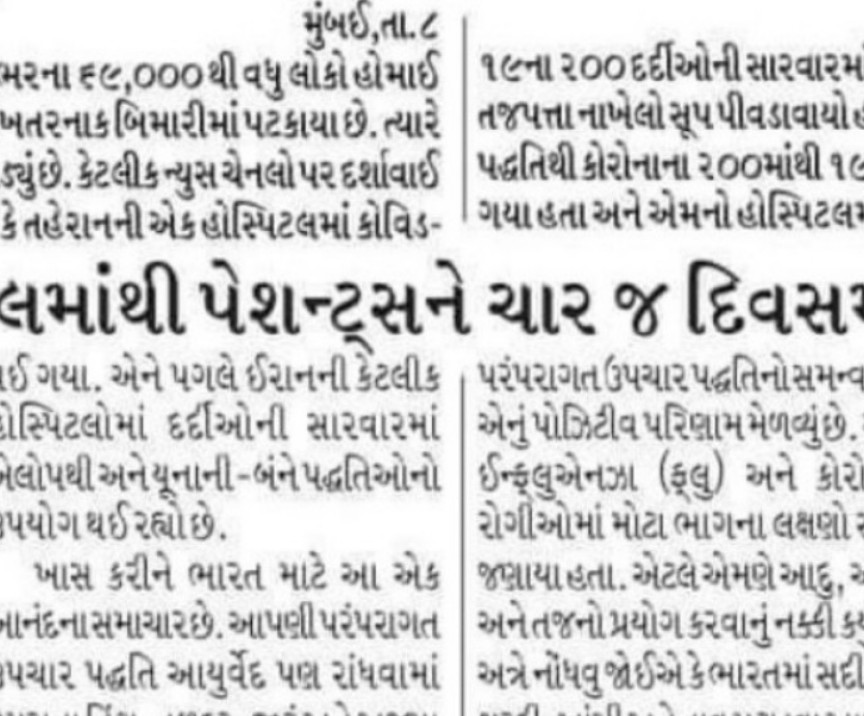 મુંબઈ,તા.૮
ભરના ૬૯,૦૦૦થી વધુ લોકો હોમાઈ
ખતરનાક બિમારીમાં પટકાયા છે. ત્યારે
ડ્યું છે. કેટલીક ન્યુસ ચેનલો પર દર્શાવાઈ
કે તહેરાનની એક હોસ્પિટલમાં કોવિડ-
૧૯ના ૨૦૦ દર્દીઓની સારવારમાં
તજપત્તા નાખેલો સૂપ પીવડાવાયો
પદ્ધતિથી કોરોનાના ૨૦૦માંથી ૧૯
ગયા હતા અને એમનો હોસ્પિટલ
લમાંથી પેશન્ટ્સને ચાર જ દિવસ
ઈ ગયા. એને પગલે ઈરાનની કેટલીક
હોસ્પિટલોમાં દર્દીઓની સારવારમાં
એલોપથી અને યૂનાની-બંને પદ્ધતિઓનો
ઉપયોગ થઈ રહ્યો છે.
ખાસ કરીને ભારત માટે આ એક
આનંદના સમાચાર છે. આપણી પરંપરાગત
ઉપચાર પદ્ધતિ આયુર્વેદ પણ રાંધવામાં
પરંપરાગત ઉપચાર પદ્ધતિનો સમન્વ
એનું પોઝિટીવ પરિણામ મેળવ્યું છે.
ઈન્ફ્લુએનઝા (ફ્લુ) અને કોરો
રોગીઓમાં મોટા ભાગના લક્ષણો
જણાયા હતા. એટલે એમણે આદુ,
અને તજનો પ્રયોગ કરવાનું નક્કી ક
અત્રે નોંધવુ જોઈએ કે ભારતમાં સદી